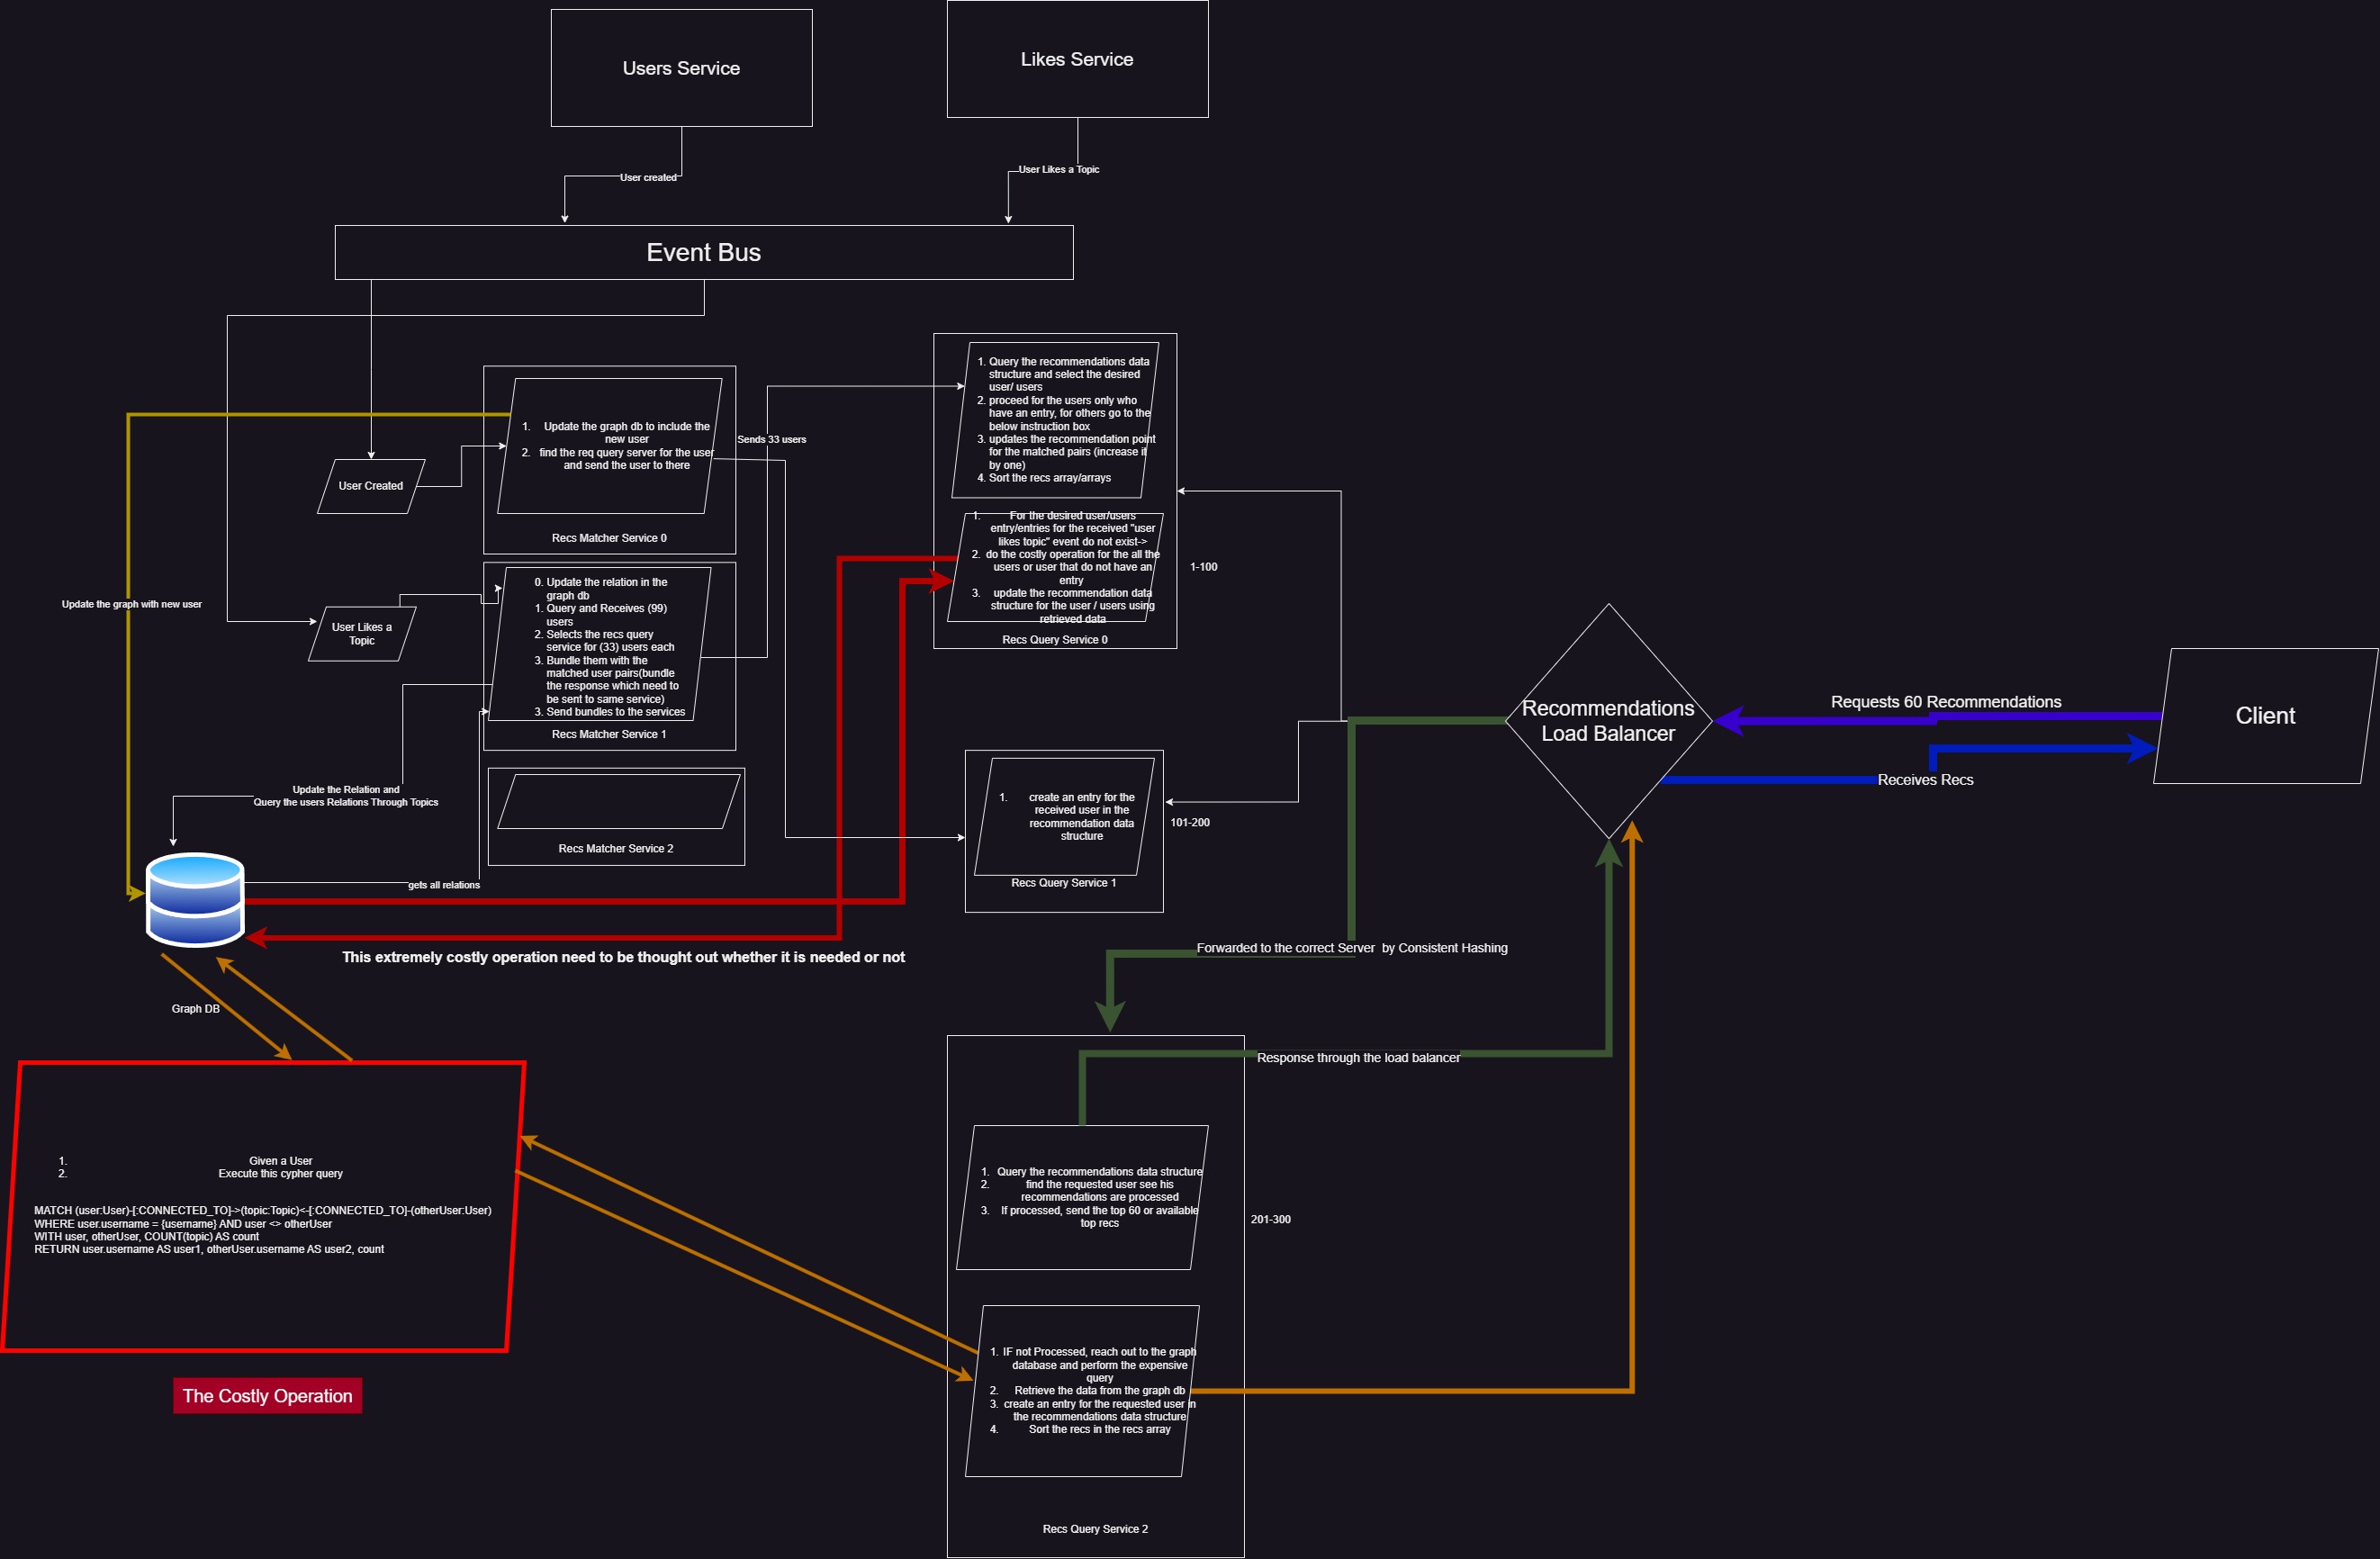 Users Service
Likes Service
User created
User Likes a Topic
Event Bus
1. Update the graph db to include the
new user
2. find the req query server for the user
and send the user to there
Recs Matcher Service 0
Sends 33 users
User Created
1. Query the recommendations data
structure and select the desired
user/ users
2. proceed for the users only who
have an entry, for others go to the
below instruction box
3. updates the recommendation point
for the matched pairs (increase it
by one)
4. Sort the recs array/arrays
1. For the desired user/users
entry/entries for the received "user
likes topic" event do not exist->
2. do the costly operation for the all the
users or user that do not have an
entry
3. update the recommendation data
structure for the user / users using
retrieved data
Recs Query Service 0
1-100
Update the graph with new user
User Likes a
Topic
0. Update the relation in the
graph db
1. Query and Receives (99)
users
2. Selects the recs query
service for (33) users each
3. Bundle them with the
matched user pairs(bundle
the response which need to
be sent to same service)
3. Send bundles to the services
Recs Matcher Service 1
Recommendations
Load Balancer
Requests 60 Recommendations
Client
Receives Recs
Update the Relation and
Query the users Relations Through Topics
Recs Matcher Service 2
1. create an entry for the
received user in the
recommendation data
structure
Recs Query Service 1
101-200
gets all relations
This extremely costly operation need to be thought out whether it is needed or not
Forwarded to the correct Server by Consistent Hashing
Graph DB
Response through the load balancer
1. Given a User
2. Execute this cypher query
MATCH (user:User)-[:CONNECTED_TO]->(topic:Topic)<-[:CONNECTED_TO]-(otherUser:User)
WHERE user.username = {username} AND user <> otherUser
WITH user, otherUser, COUNT(topic) AS count
RETURN user.username AS user1, otherUser.username AS user2, count
The Costly Operation
1. Query the recommendations data structure
2. find the requested user see his
recommendations are processed
3. If processed, send the top 60 or available
top recs
201-300
1. IF not Processed, reach out to the graph
database and perform the expensive
query
2. Retrieve the data from the graph db
3. create an entry for the requested user in
the recommendations data structure
4. Sort the recs in the recs array
Recs Query Service 2